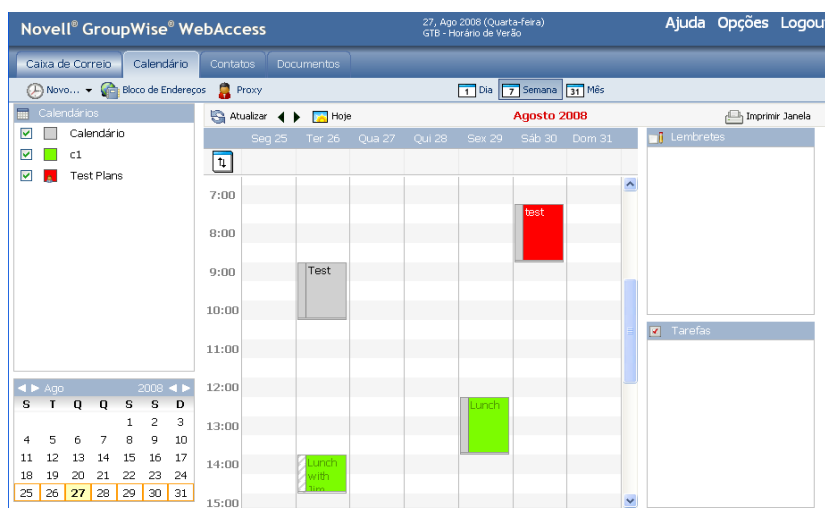 Novell® GroupWise® WebAccess
27, Ago 2008 (Quarta-feira)
GTB - Horário de Verão
Ajuda Opções Logou
Caixa de Correio Calendário Contatos Documentos
Novo... Bloco de Endereços Proxy 1 Dia 7 Semana 31 Mês
Calendários
Calendário
c1
Test Plans
Atualizar Hoje Agosto 2008 Imprimir Janela
Seg 25 Ter 26 Qua 27 Qui 28 Sex 29 Sáb 30 Dom 31
7:00
test
8:00
9:00 Test
10:00
11:00
12:00
Lunch
13:00
14:00 Lunch
with
Jim
15:00
Lembretes
Tarefas
Ago 2008
S T Q Q S S D
1 2 3
4 5 6 7 8 9 10
11 12 13 14 15 16 17
18 19 20 21 22 23 24
25 26 27 28 29 30 31